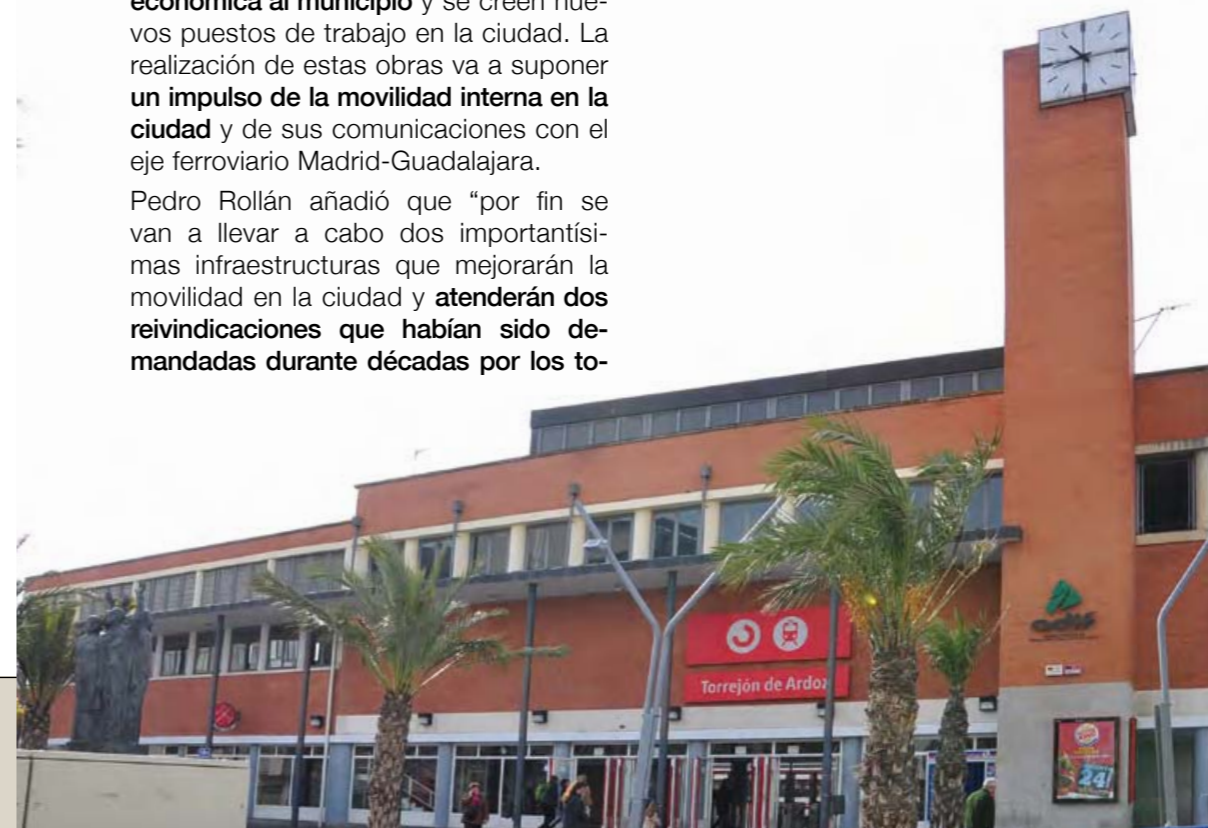 económica al municipio y se creen nue-
vos puestos de trabajo en la ciudad. La
realización de estas obras va a suponer
un impulso de la movilidad interna en la
ciudad y de sus comunicaciones con el
eje ferroviario Madrid-Guadalajara.
Pedro Rollán añadió que “por fin se
van a llevar a cabo dos importantísi-
mas infraestructuras que mejorarán la
movilidad en la ciudad y atenderán dos
reivindicaciones que habían sido de-
mandadas durante décadas por los to-
adif
Torrejón de Ardoz
24